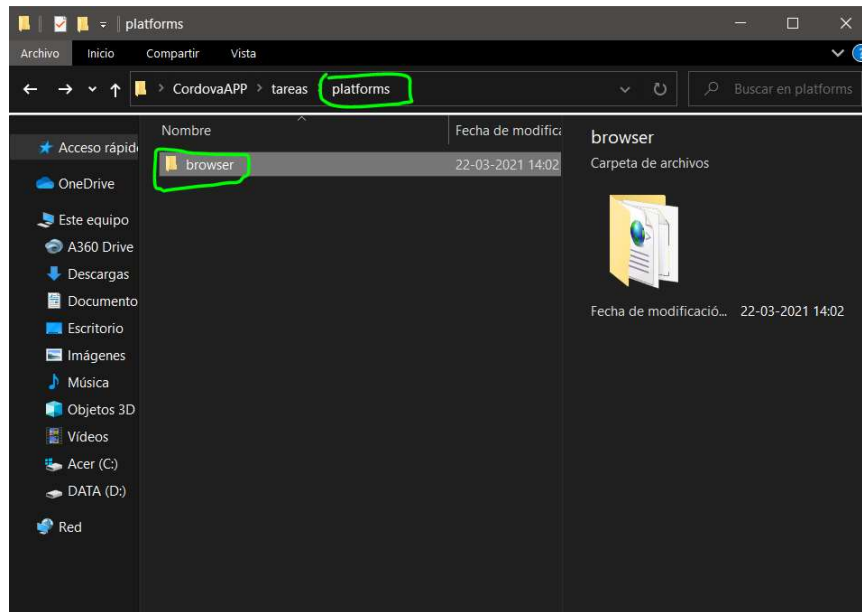 platforms
Archivo Inicio Compartir Vista
CordovaAPP > tareas platforms
Buscar en platforms
Nombre Fecha de modifica
browser 22-03-2021 14:02
browser
Carpeta de archivos
Fecha de modificació... 22-03-2021 14:02
Acceso rápid
OneDrive
Este equipo
A360 Drive
Descargas
Documento
Escritorio
Imágenes
Música
Objetos 3D
Vídeos
Acer (C:)
DATA (D:)
Red